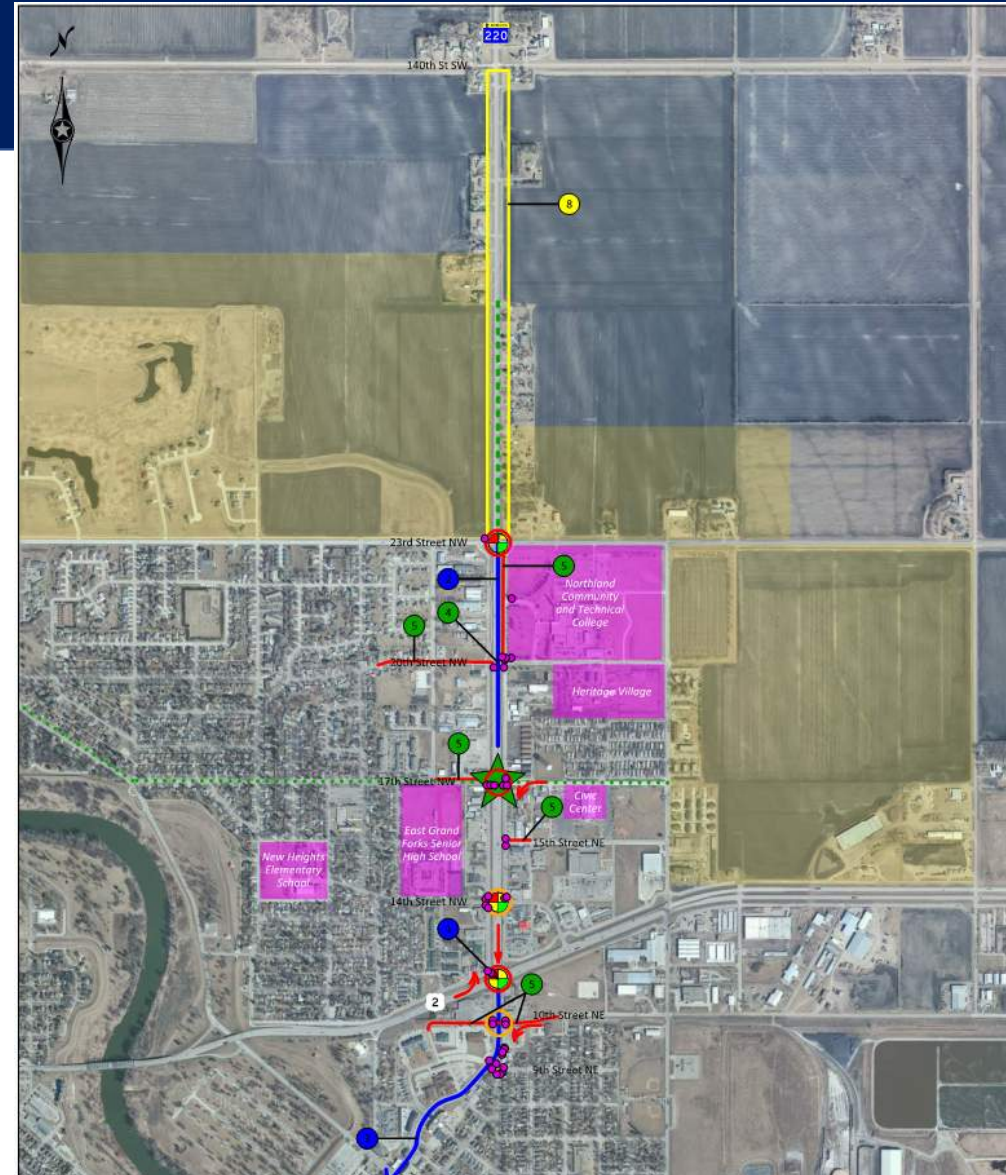 N
220
140th St SW
8
23rd Street NW
5
Northland
Community
and Technical
College
5
20th Street NW
Heritage Village
5
17th Street NW
Civic
Center
5
East Grand
Forks Senior
High School
15th Street NE
New Heights
Elementary
School
14th Street NW
5
2
10th Street NE
9th Street NE